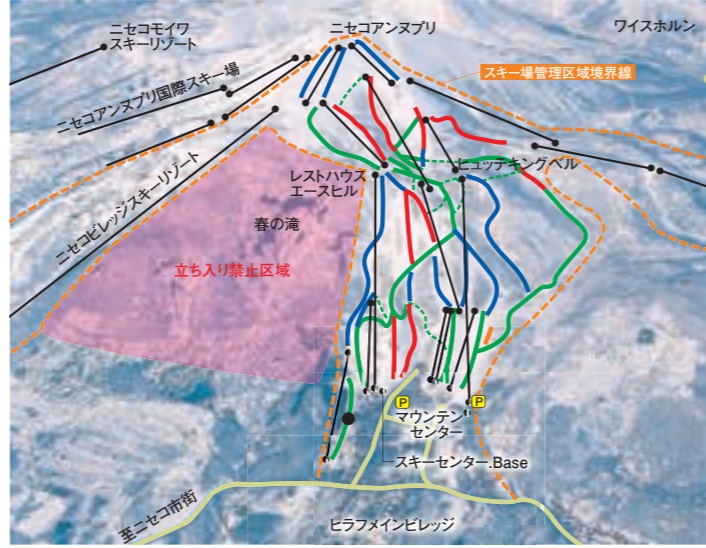 ニセコモイワ
スキーリゾート
ニセコアンヌプリ
ワイスホルン
スキー場管理区域境界線
ニセコアンヌプリ国際スキー場
ニセコビレッジスキーリゾート
レストハウス
エースヒル
ヒュッテキングベル
春の滝
立ち入り禁止区域
P
P
マウンテン
センター
スキーセンター.Base
至ニセコ市街
ヒラフメインビレッジ